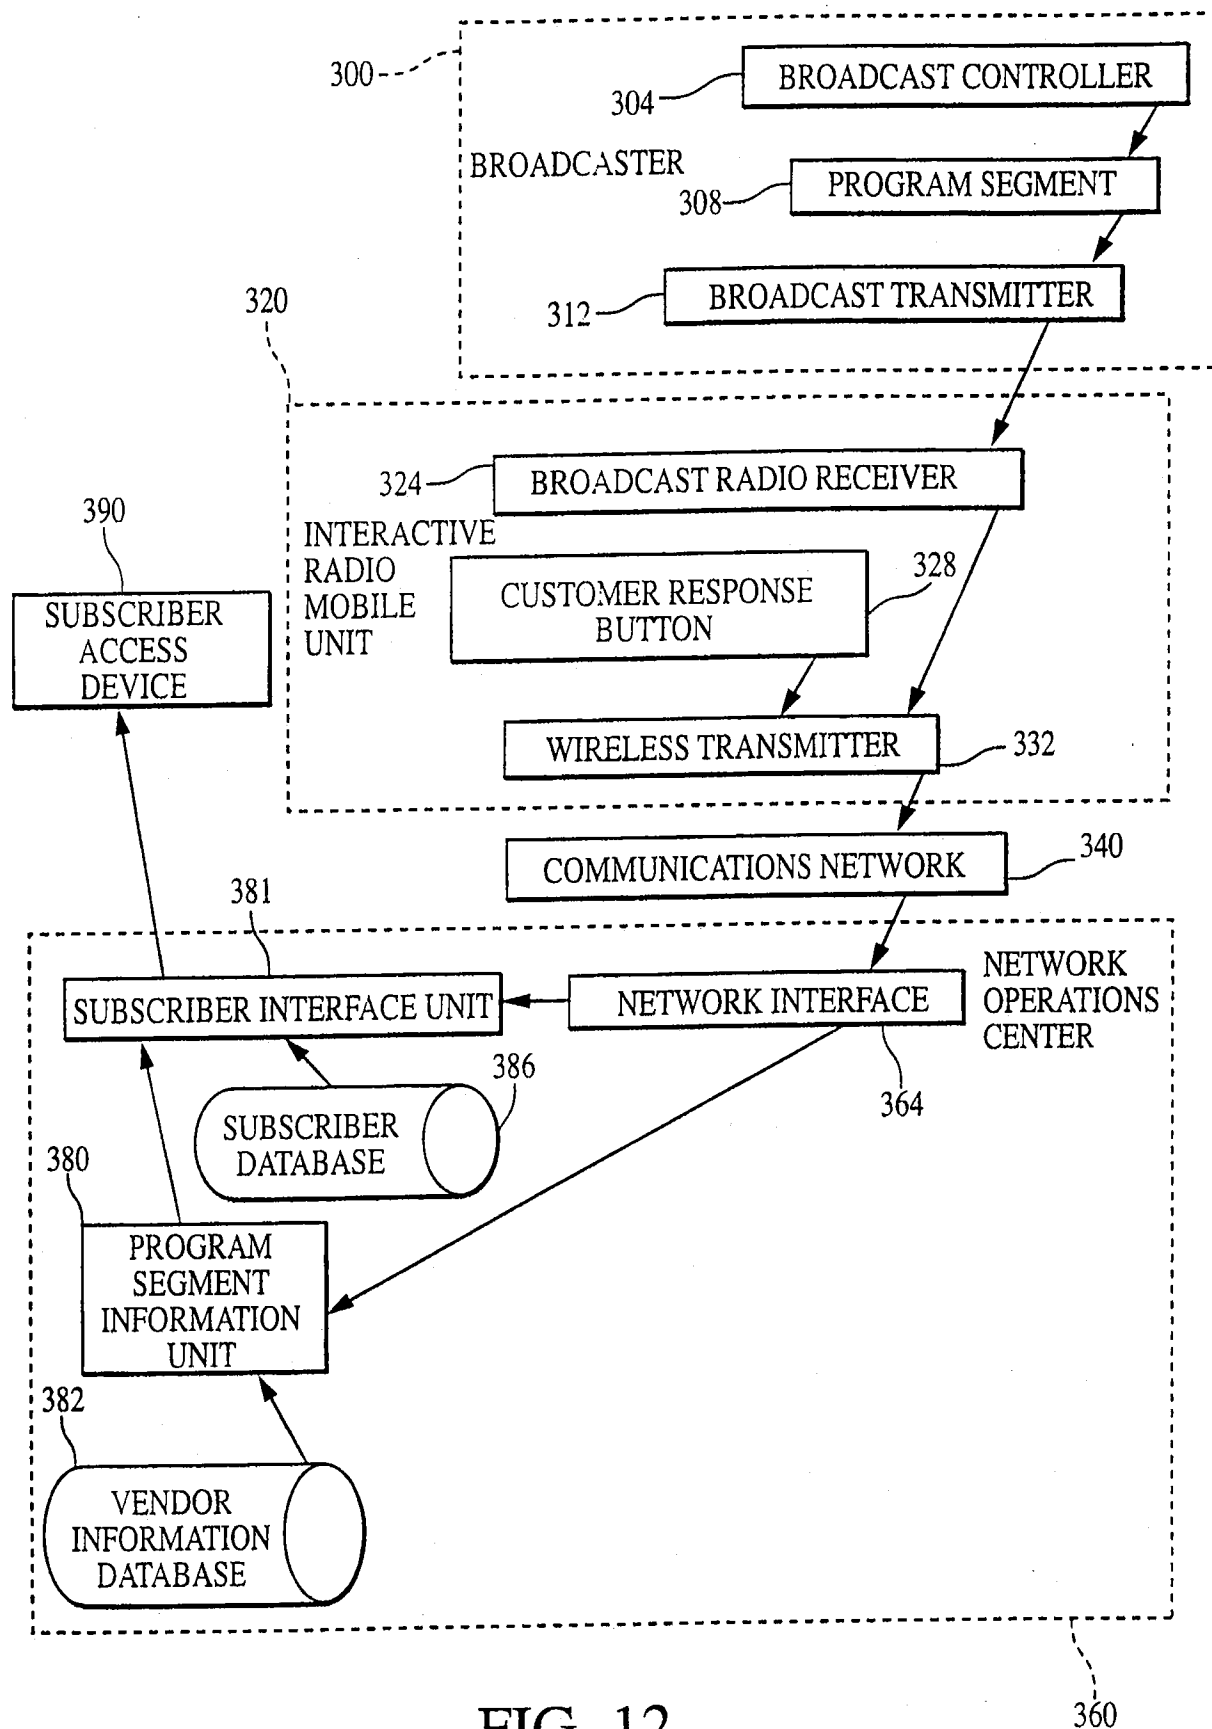 300
BROADCAST CONTROLLER
304
BROADCASTER
PROGRAM SEGMENT
308
320
BROADCAST TRANSMITTER
312
BROADCAST RADIO RECEIVER
324
390
INTERACTIVE
RADIO
MOBILE
UNIT
CUSTOMER RESPONSE
BUTTON
328
SUBSCRIBER
ACCESS
DEVICE
WIRELESS TRANSMITTER
332
COMMUNICATIONS NETWORK
340
381
SUBSCRIBER INTERFACE UNIT
NETWORK INTERFACE
NETWORK
OPERATIONS
CENTER
364
386
SUBSCRIBER
DATABASE
380
PROGRAM
SEGMENT
INFORMATION
UNIT
382
VENDOR
INFORMATION
DATABASE
360
FIG. 12